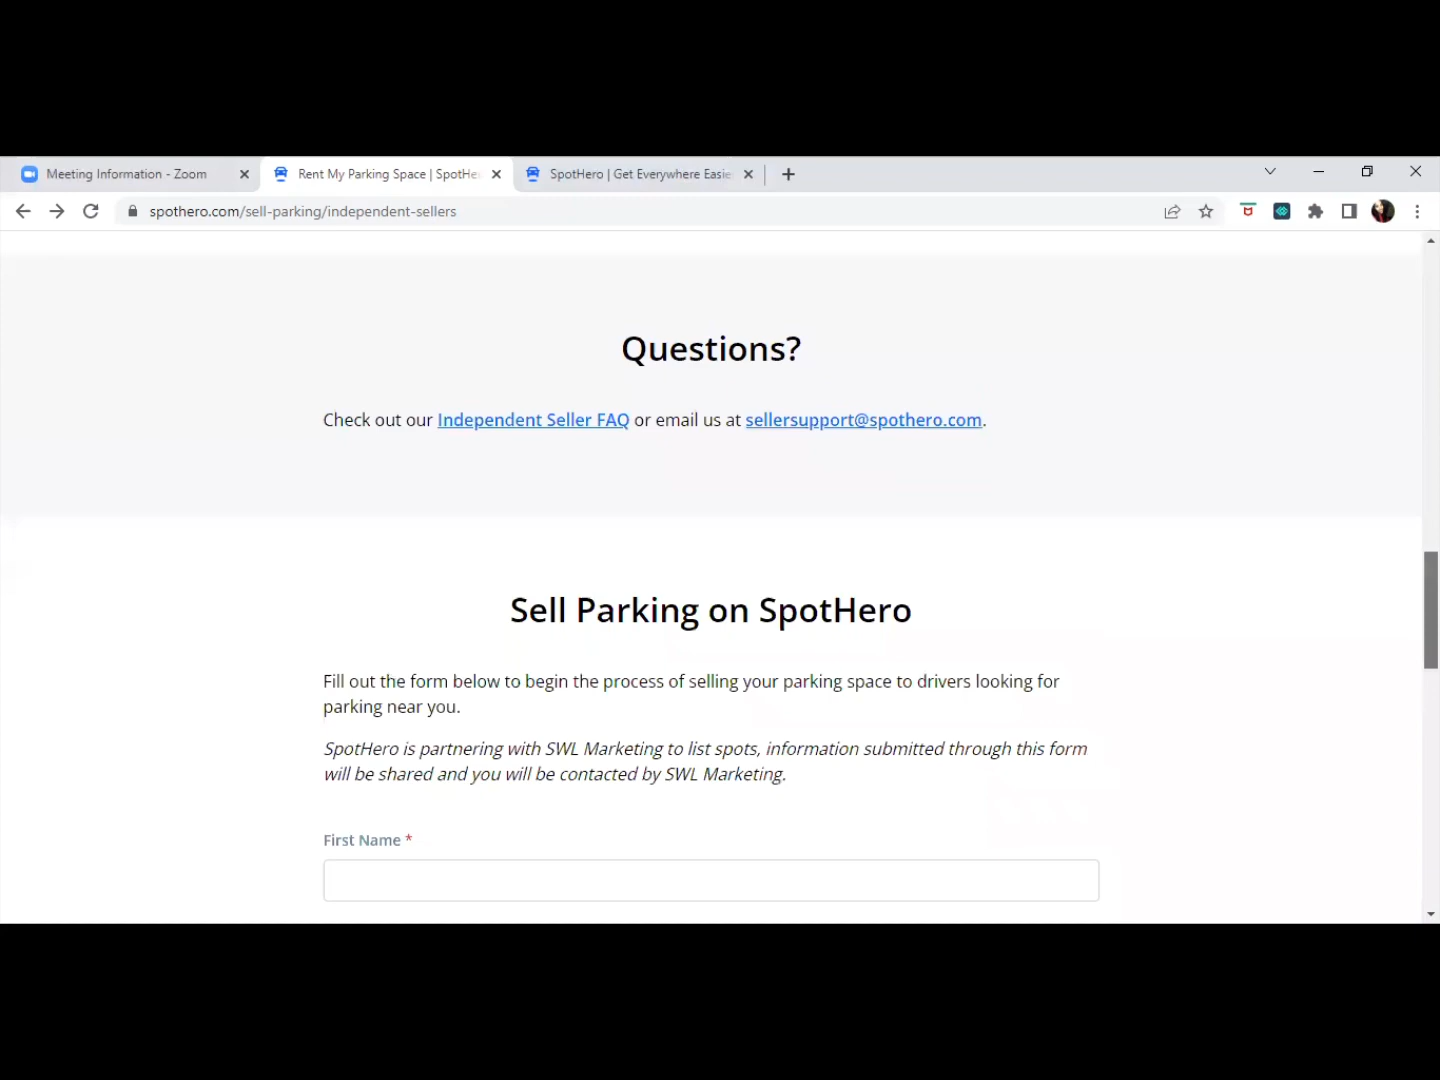 Meeting Information - Zoom
Rent My Parking Space | SpotHe
SpotHero | Get Everywhere Easie
spothero.com/sell-parking/independent-sellers
Questions?
Check out our Independent Seller FAQ or email us at sellersupport@spothero.com.
Sell Parking on SpotHero
Fill out the form below to begin the process of selling your parking space to drivers looking for
parking near you.
SpotHero is partnering with SWL Marketing to list spots, information submitted through this form
will be shared and you will be contacted by SWL Marketing.
First Name *